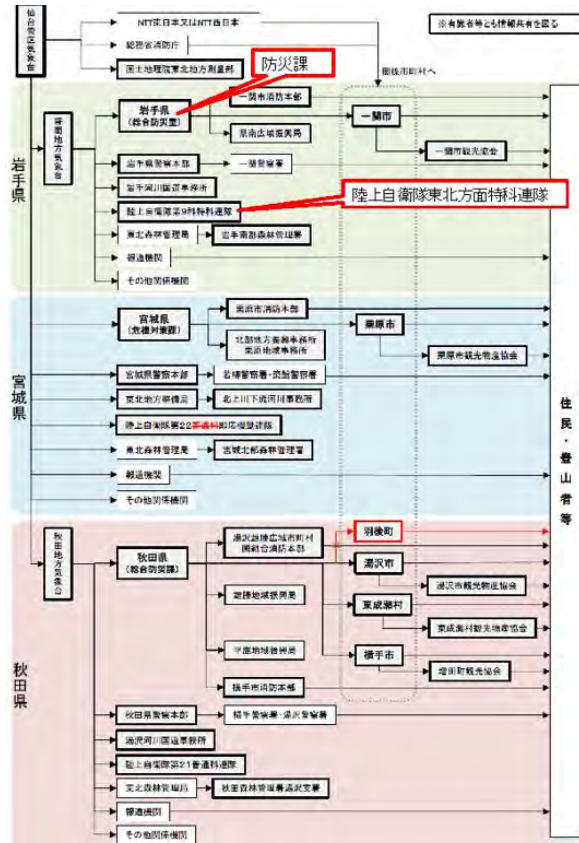 仙台管区気象台
NTT東日本又はNTT西日本
総務省消防庁
国土地理院東北地方測量部
※有識者等とも情報共有を図る
関係市町村へ
防災課
岩手県
盛岡地方気象台
岩手県
(総合防災室)
一関市消防本部
県南広域振興局
一関市
一関市観光協会
岩手県警察本部
一関警察署
岩手河川国道事務所
陸上自衛隊第9特科連隊
陸上自衛隊東北方面特科連隊
東北森林管理局
岩手南部森林管理署
報道機関
その他関係機関
宮城県
宮城県
(危機対策課)
栗原市消防本部
北部地方振興事務所
栗原地域事務所
栗原市
栗原市観光物産協会
宮城県警察本部
若柳警察署・築館警察署
東北地方整備局
北上川下流河川事務所
陸上自衛隊第22普通科即応機動連隊
東北森林管理局
宮城北部森林管理署
報道機関
その他関係機関
住民・登山者等
秋田県
秋田地方気象台
秋田県
(総合防災課)
湯沢雄勝広域市町村
圏組合消防本部
雄勝地域振興局
平鹿地域振興局
横手市消防本部
羽後町
湯沢市
湯沢市観光物産協会
東成瀬村
東成瀬村観光物産協会
横手市
増田町観光協会
秋田県警察本部
横手警察署・湯沢警察署
湯沢河川国道事務所
陸上自衛隊第21普通科連隊
東北森林管理局
秋田森林管理署湯沢支署
報道機関
その他関係機関